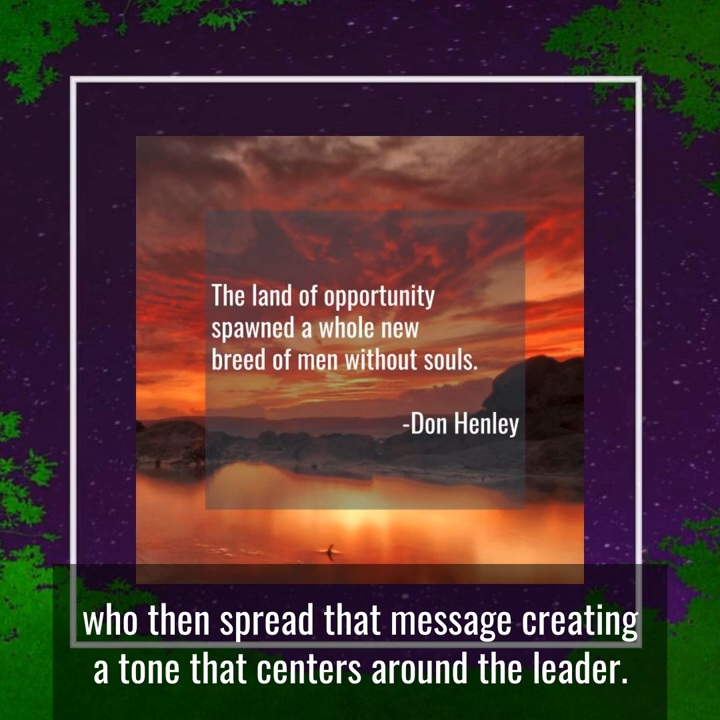 The land of opportunity
spawned a whole new
breed of men without souls.
-Don Henley
who then spread that message creating
a tone that centers around the leader.